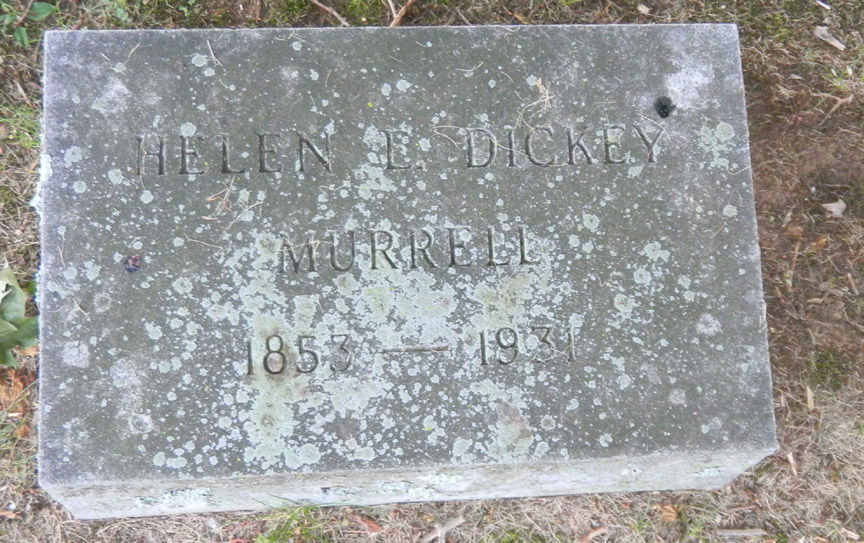 HELEN E. DICKEY
MURRELL
1853 — 1931